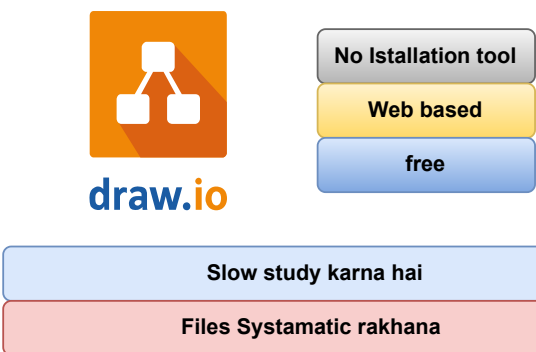 No Istallation tool
Web based
free
draw.io
Slow study karna hai
Files Systamatic rakhana